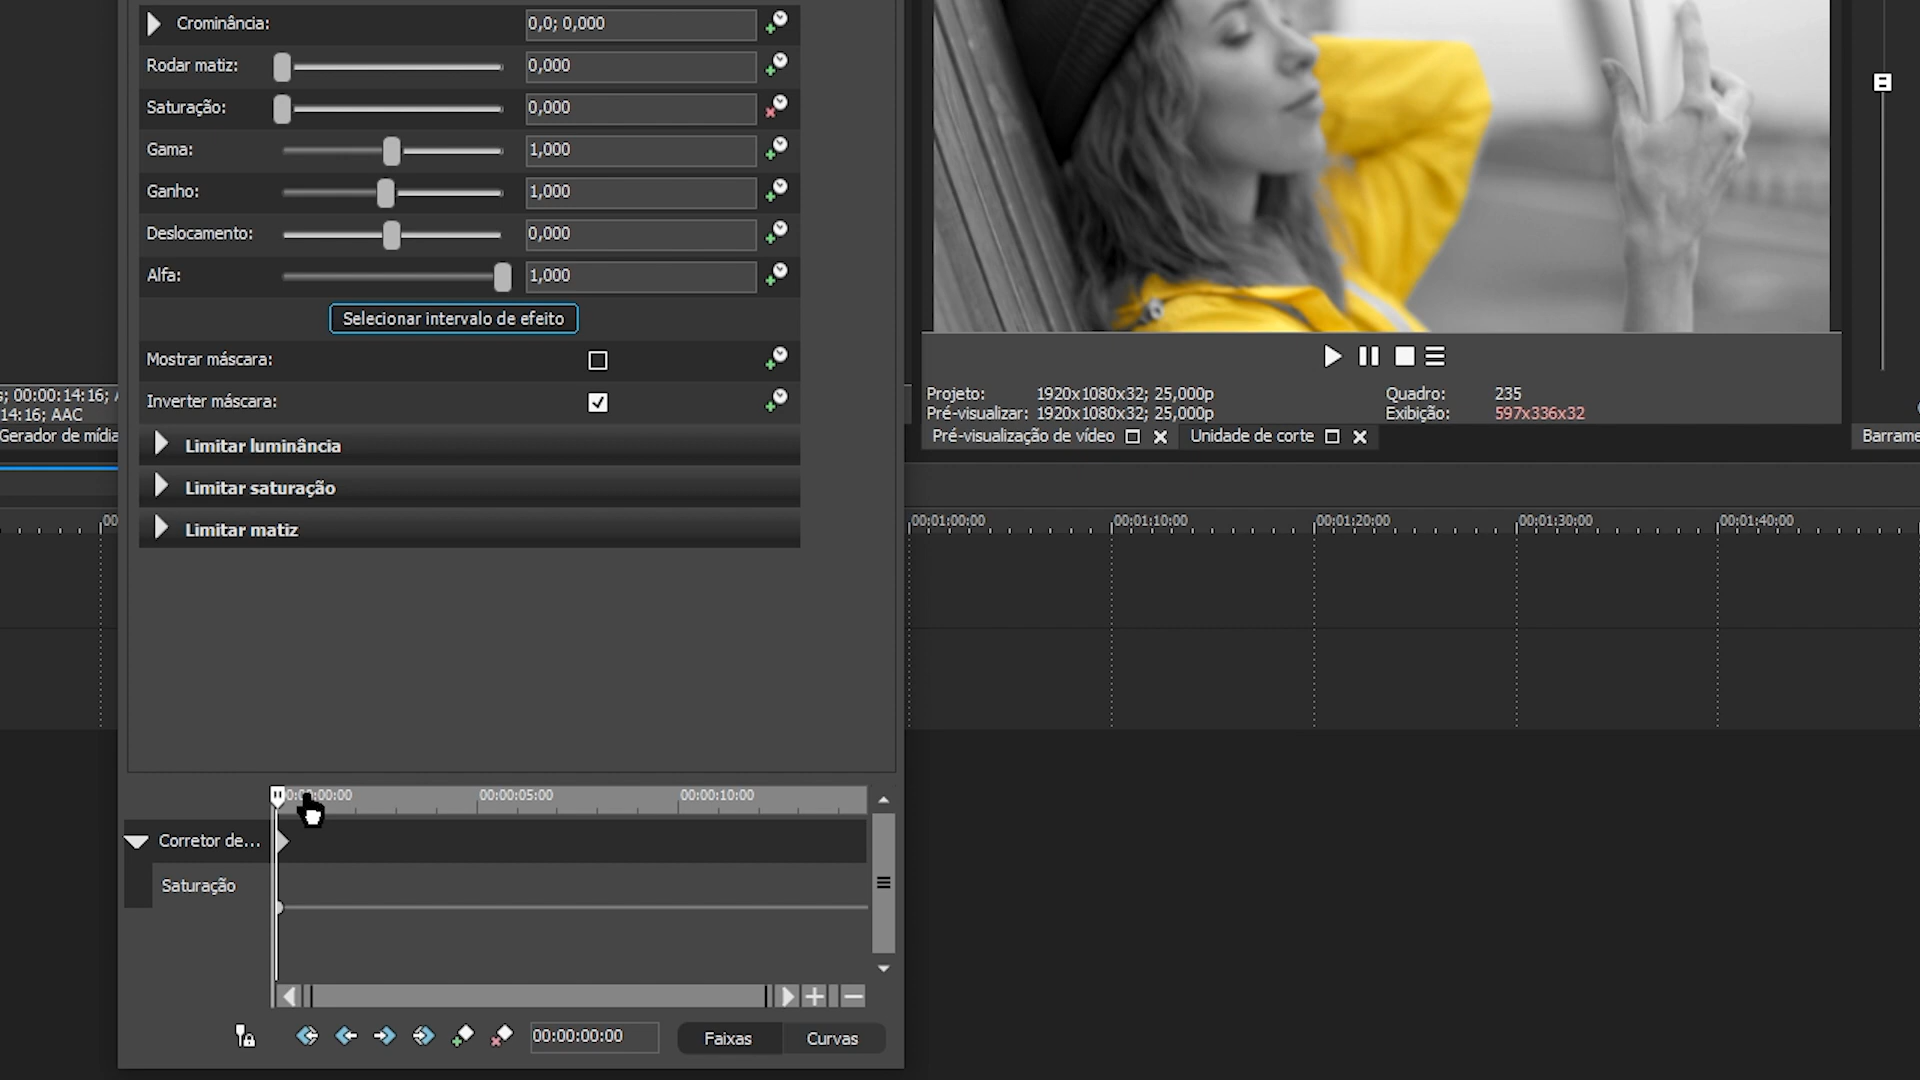 Crominância: 0,0; 0,000
Rodar matiz: 0,000
Saturação: 0,000
Gama: 1,000
Ganho: 1,000
Deslocamento: 0,000
Alfa: 1,000
Selecionar intervalo de efeito
Mostrar máscara:
Inverter máscara:
Limitar luminância
Limitar saturação
Limitar matiz
s; 00:00:14:16; A
14:16; AAC
Gerador de mídia
Projeto: 1920x1080x32; 25,000p Quadro: 235
Pré-visualizar: 1920x1080x32; 25,000p Exibição: 597x336x32
Pré-visualização de vídeo Unidade de corte
Barrame
00 00:01:00:00 00:01:10:00 00:01:20:00 00:01:30:00 00:01:40:00
00:00:05:00 00:00:10:00
Corretor de...
Saturação
00:00:00:00 Faixas Curvas